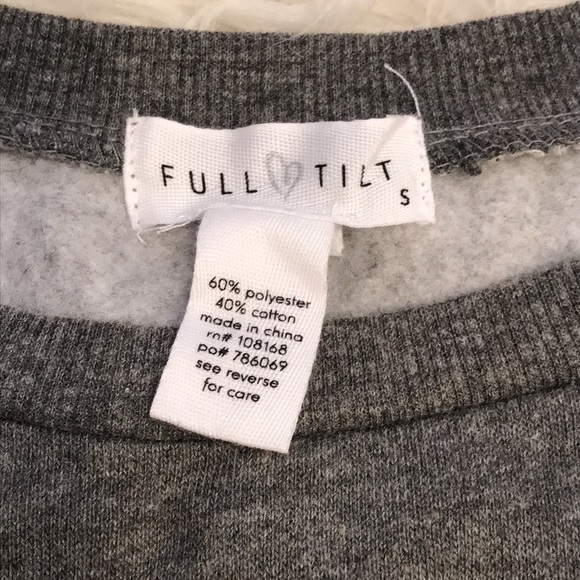 FULL TILT
S
60% polyester
40% cotton
made in china
rn# 108168
po# 786069
see reverse
for care